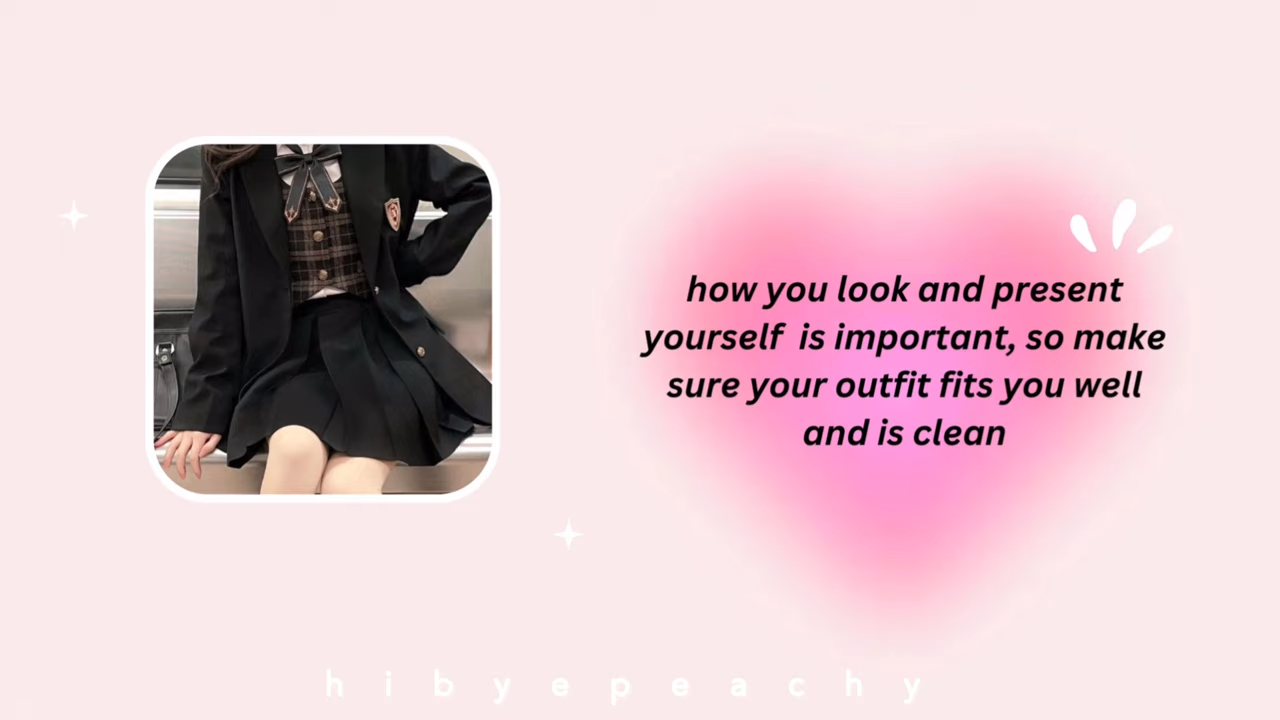 how you look and present
yourself  is important, so make
sure your outfit fits you well
and is clean
hibyepeachy